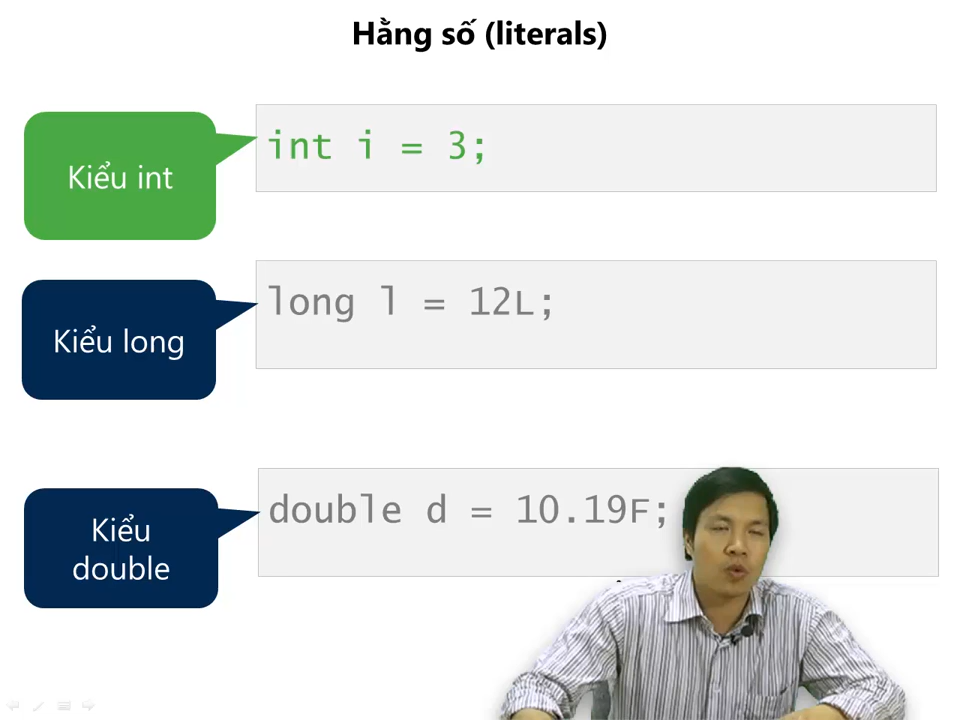 Hằng số (literals)
Kiểu int
int i = 3;
Kiểu long
long l = 12L;
Kiểu
double
double d = 10.19F;